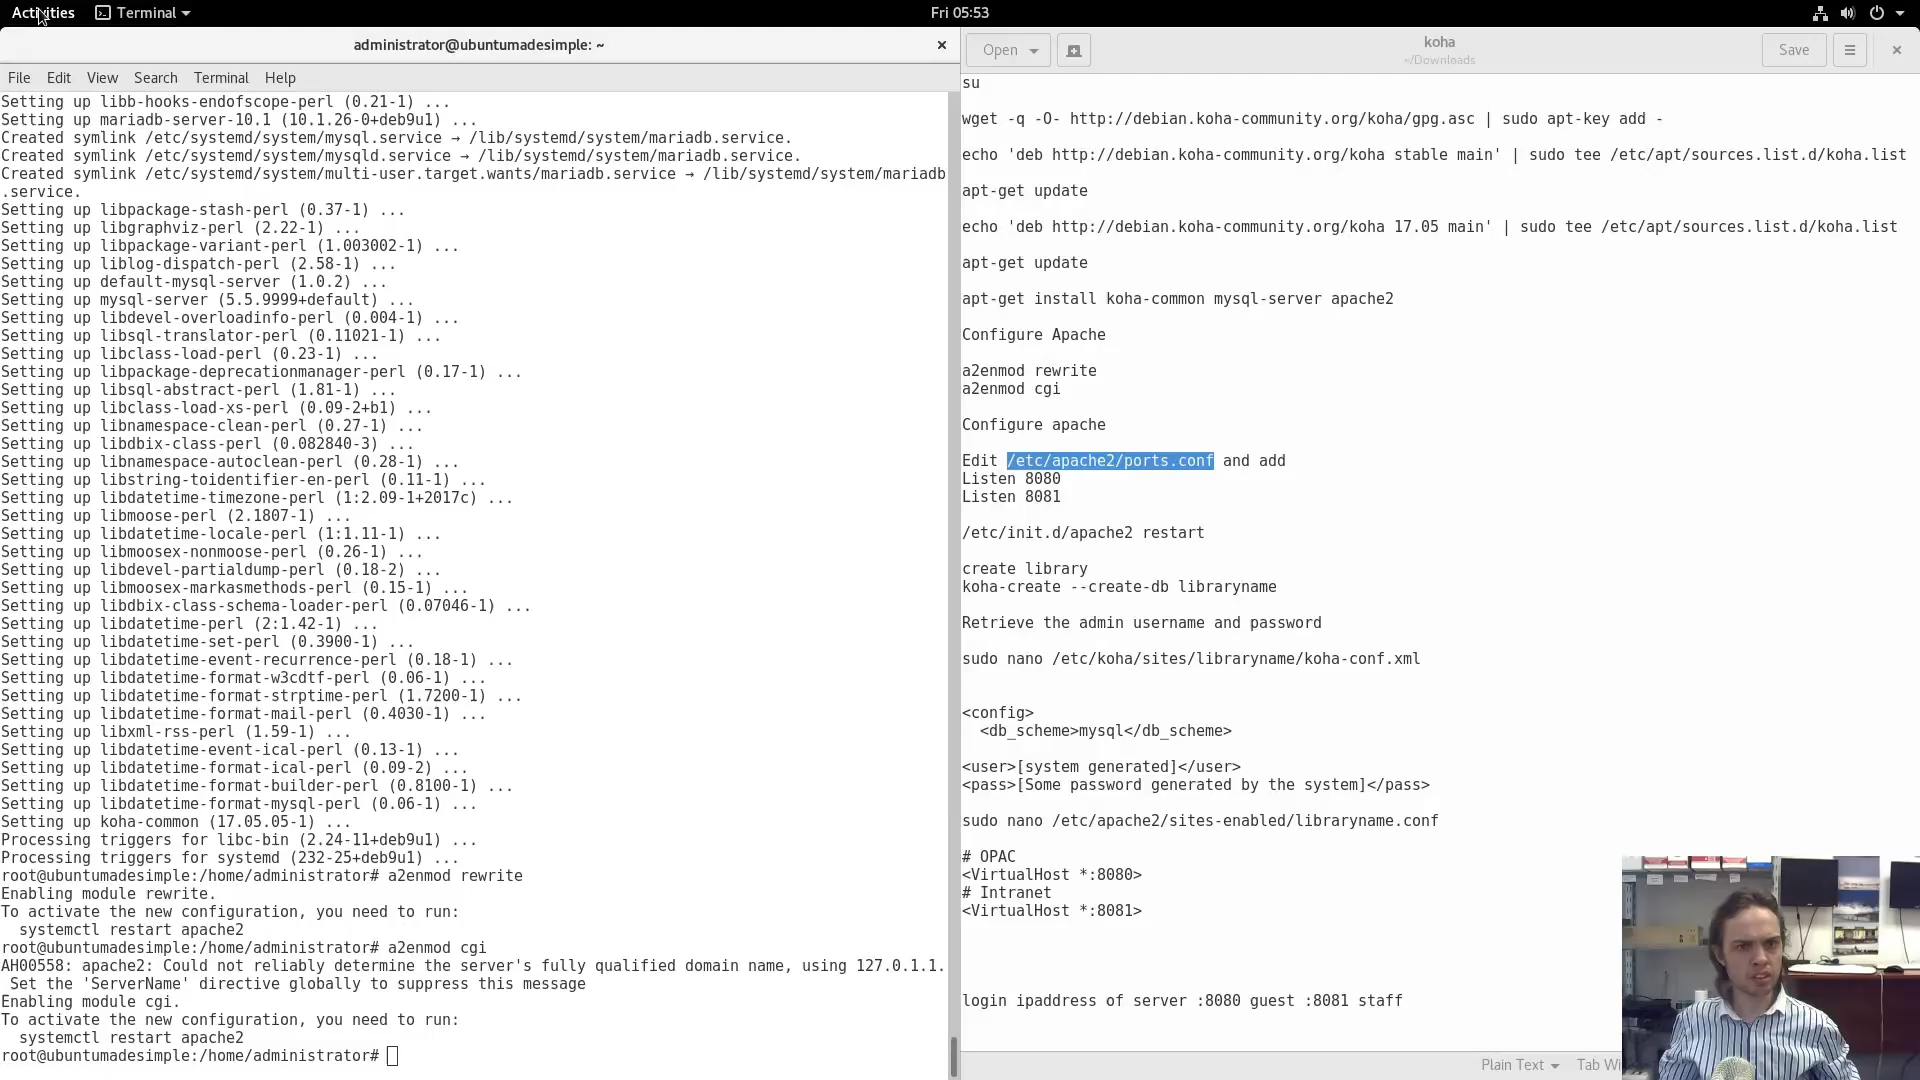 Activities
Terminal
Fri 05:53
administrator@ubuntumadesimple: ~
File Edit View Search Terminal Help
Setting up libb-hooks-endofscope-perl (0.21-1) ...
Setting up mariadb-server-10.1 (10.1.26-0+deb9u1) ...
Created symlink /etc/systemd/system/mysql.service → /lib/systemd/system/mariadb.service.
Created symlink /etc/systemd/system/mysqld.service → /lib/systemd/system/mariadb.service.
Created symlink /etc/systemd/system/multi-user.target.wants/mariadb.service → /lib/systemd/system/mariadb
.service.
Setting up libpackage-stash-perl (0.37-1) ...
Setting up libgraphviz-perl (2.22-1) ...
Setting up libpackage-variant-perl (1.003002-1) ...
Setting up liblog-dispatch-perl (2.58-1) ...
Setting up default-mysql-server (1.0.2) ...
Setting up mysql-server (5.5.9999+default) ...
Setting up libdevel-overloadinfo-perl (0.004-1) ...
Setting up libsql-translator-perl (0.11021-1) ...
Setting up libclass-load-perl (0.23-1) ...
Setting up libpackage-deprecationmanager-perl (0.17-1) ...
Setting up libsql-abstract-perl (1.81-1) ...
Setting up libclass-load-xs-perl (0.09-2+b1) ...
Setting up libnamespace-clean-perl (0.27-1) ...
Setting up libdbix-class-perl (0.082840-3) ...
Setting up libnamespace-autoclean-perl (0.28-1) ...
Setting up libstring-toidentifier-en-perl (0.11-1) ...
Setting up libdatetime-timezone-perl (1:2.09-1+2017c) ...
Setting up libmoose-perl (2.1807-1) ...
Setting up libdatetime-locale-perl (1:1.11-1) ...
Setting up libmoosex-nonmoose-perl (0.26-1) ...
Setting up libdevel-partialdump-perl (0.18-2) ...
Setting up libmoosex-markasmethods-perl (0.15-1) ...
Setting up libdbix-class-schema-loader-perl (0.07046-1) ...
Setting up libdatetime-perl (2:1.42-1) ...
Setting up libdatetime-set-perl (0.3900-1) ...
Setting up libdatetime-event-recurrence-perl (0.18-1) ...
Setting up libdatetime-format-w3cdtf-perl (0.06-1) ...
Setting up libdatetime-format-strptime-perl (1.7200-1) ...
Setting up libdatetime-format-mail-perl (0.4030-1) ...
Setting up libxml-rss-perl (1.59-1) ...
Setting up libdatetime-event-ical-perl (0.13-1) ...
Setting up libdatetime-format-ical-perl (0.09-2) ...
Setting up libdatetime-format-builder-perl (0.8100-1) ...
Setting up libdatetime-format-mysql-perl (0.06-1) ...
Setting up koha-common (17.05.05-1) ...
Processing triggers for libc-bin (2.24-11+deb9u1) ...
Processing triggers for systemd (232-25+deb9u1) ...
root@ubuntumadesimple:/home/administrator# a2enmod rewrite
Enabling module rewrite.
To activate the new configuration, you need to run:
  systemctl restart apache2
root@ubuntumadesimple:/home/administrator# a2enmod cgi
AH00558: apache2: Could not reliably determine the server's fully qualified domain name, using 127.0.1.1.
 Set the 'ServerName' directive globally to suppress this message
Enabling module cgi.
To activate the new configuration, you need to run:
  systemctl restart apache2
root@ubuntumadesimple:/home/administrator#
Open
koha
~/Downloads
Save
su
wget -q -O- http://debian.koha-community.org/koha/gpg.asc | sudo apt-key add -
echo 'deb http://debian.koha-community.org/koha stable main' | sudo tee /etc/apt/sources.list.d/koha.list
apt-get update
echo 'deb http://debian.koha-community.org/koha 17.05 main' | sudo tee /etc/apt/sources.list.d/koha.list
apt-get update
apt-get install koha-common mysql-server apache2
Configure Apache
a2enmod rewrite
a2enmod cgi
Configure apache
Edit /etc/apache2/ports.conf and add
Listen 8080
Listen 8081
/etc/init.d/apache2 restart
create library
koha-create --create-db libraryname
Retrieve the admin username and password
sudo nano /etc/koha/sites/libraryname/koha-conf.xml
<config>
  <db_scheme>mysql</db_scheme>
<user>[system generated]</user>
<pass>[Some password generated by the system]</pass>
sudo nano /etc/apache2/sites-enabled/libraryname.conf
# OPAC
<VirtualHost *:8080>
# Intranet
<VirtualHost *:8081>
login ipaddress of server :8080 guest :8081 staff
Plain Text
Tab Wi